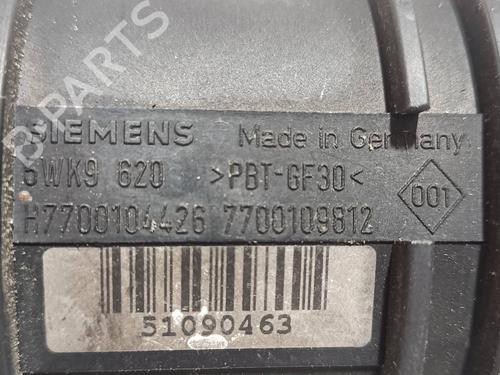 PARTS
SIEMENS Made in Germany
5WK9 620 >PBT-GF30< 001
H7700104426 7700109812
51090463